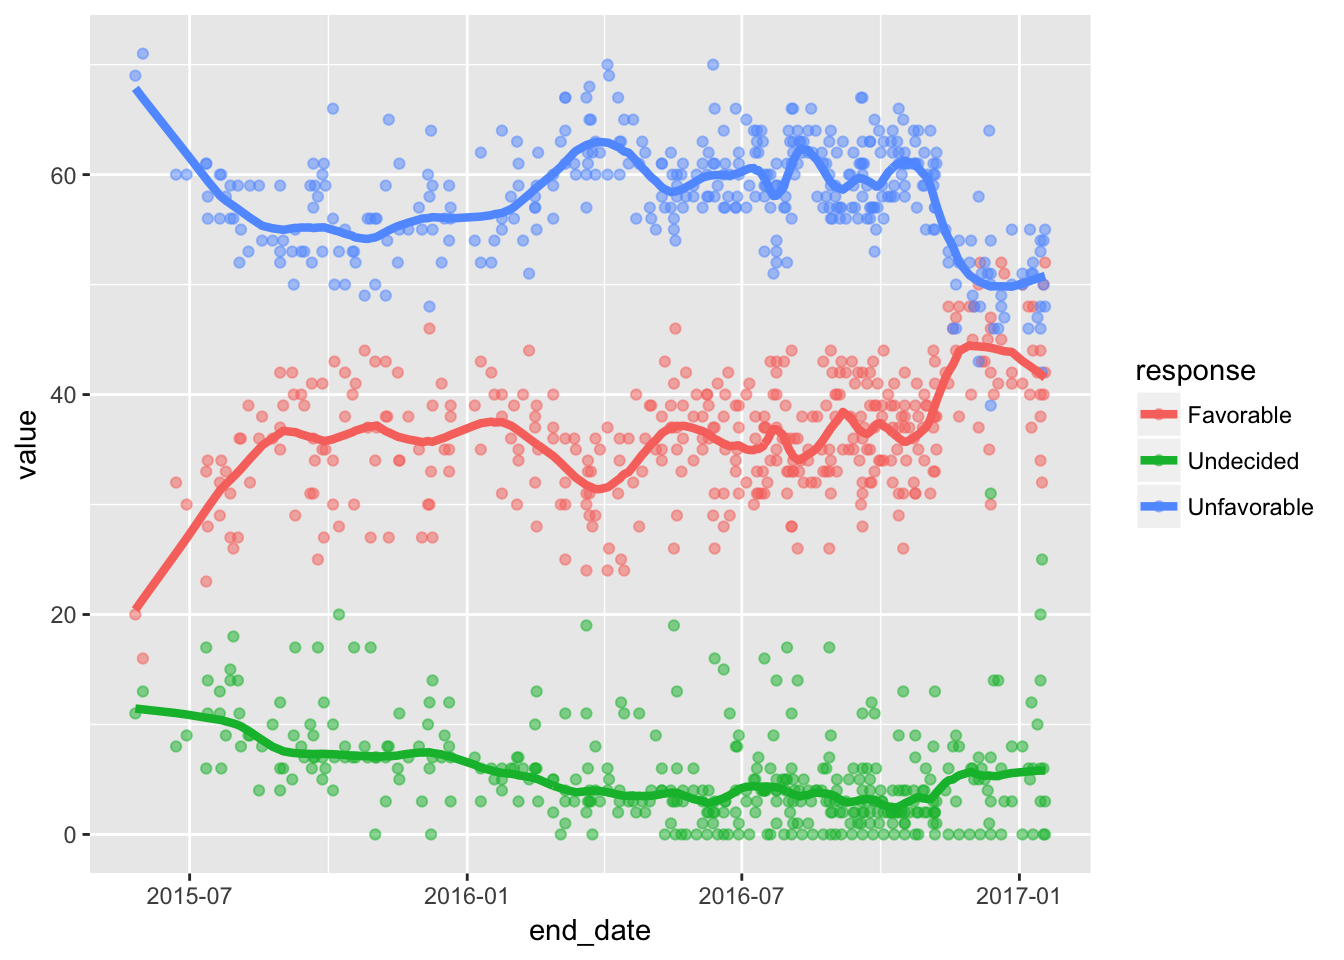 60
40
20
0
value
2015-07
2016-01
2016-07
2017-01
end_date
response
Favorable
Undecided
Unfavorable